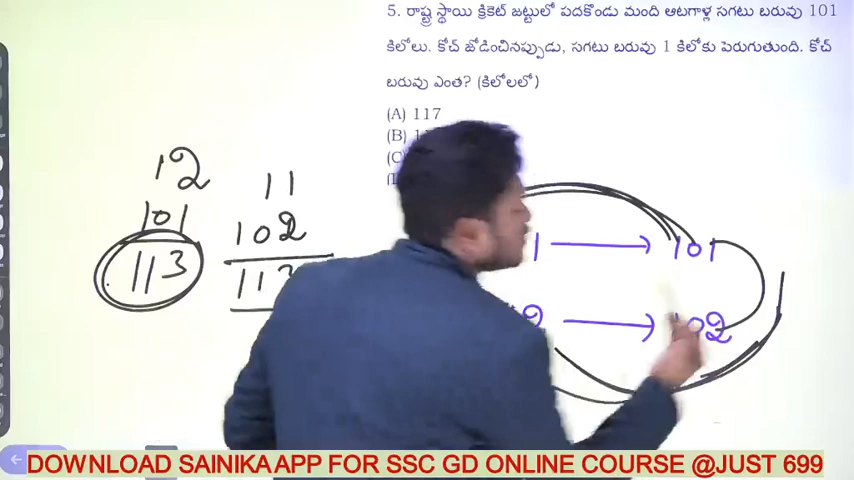 5. రాష్ట్ర స్థాయి క్రికెట్ జట్టులో పదకొండు మంది ఆటగాళ్ల సగటు బరువు 101
కిలోలు. కోచ్ జోడించినప్పుడు, సగటు బరువు 1 కిలోకు పెరుగుతుంది. కోచ్
బరువు ఎంత? (కిలోలలో)
(A) 117
(B)
12
101
113
11
102
113
101
102
DOWNLOAD SAINIKA APP FOR SSC GD ONLINE COURSE @JUST 699